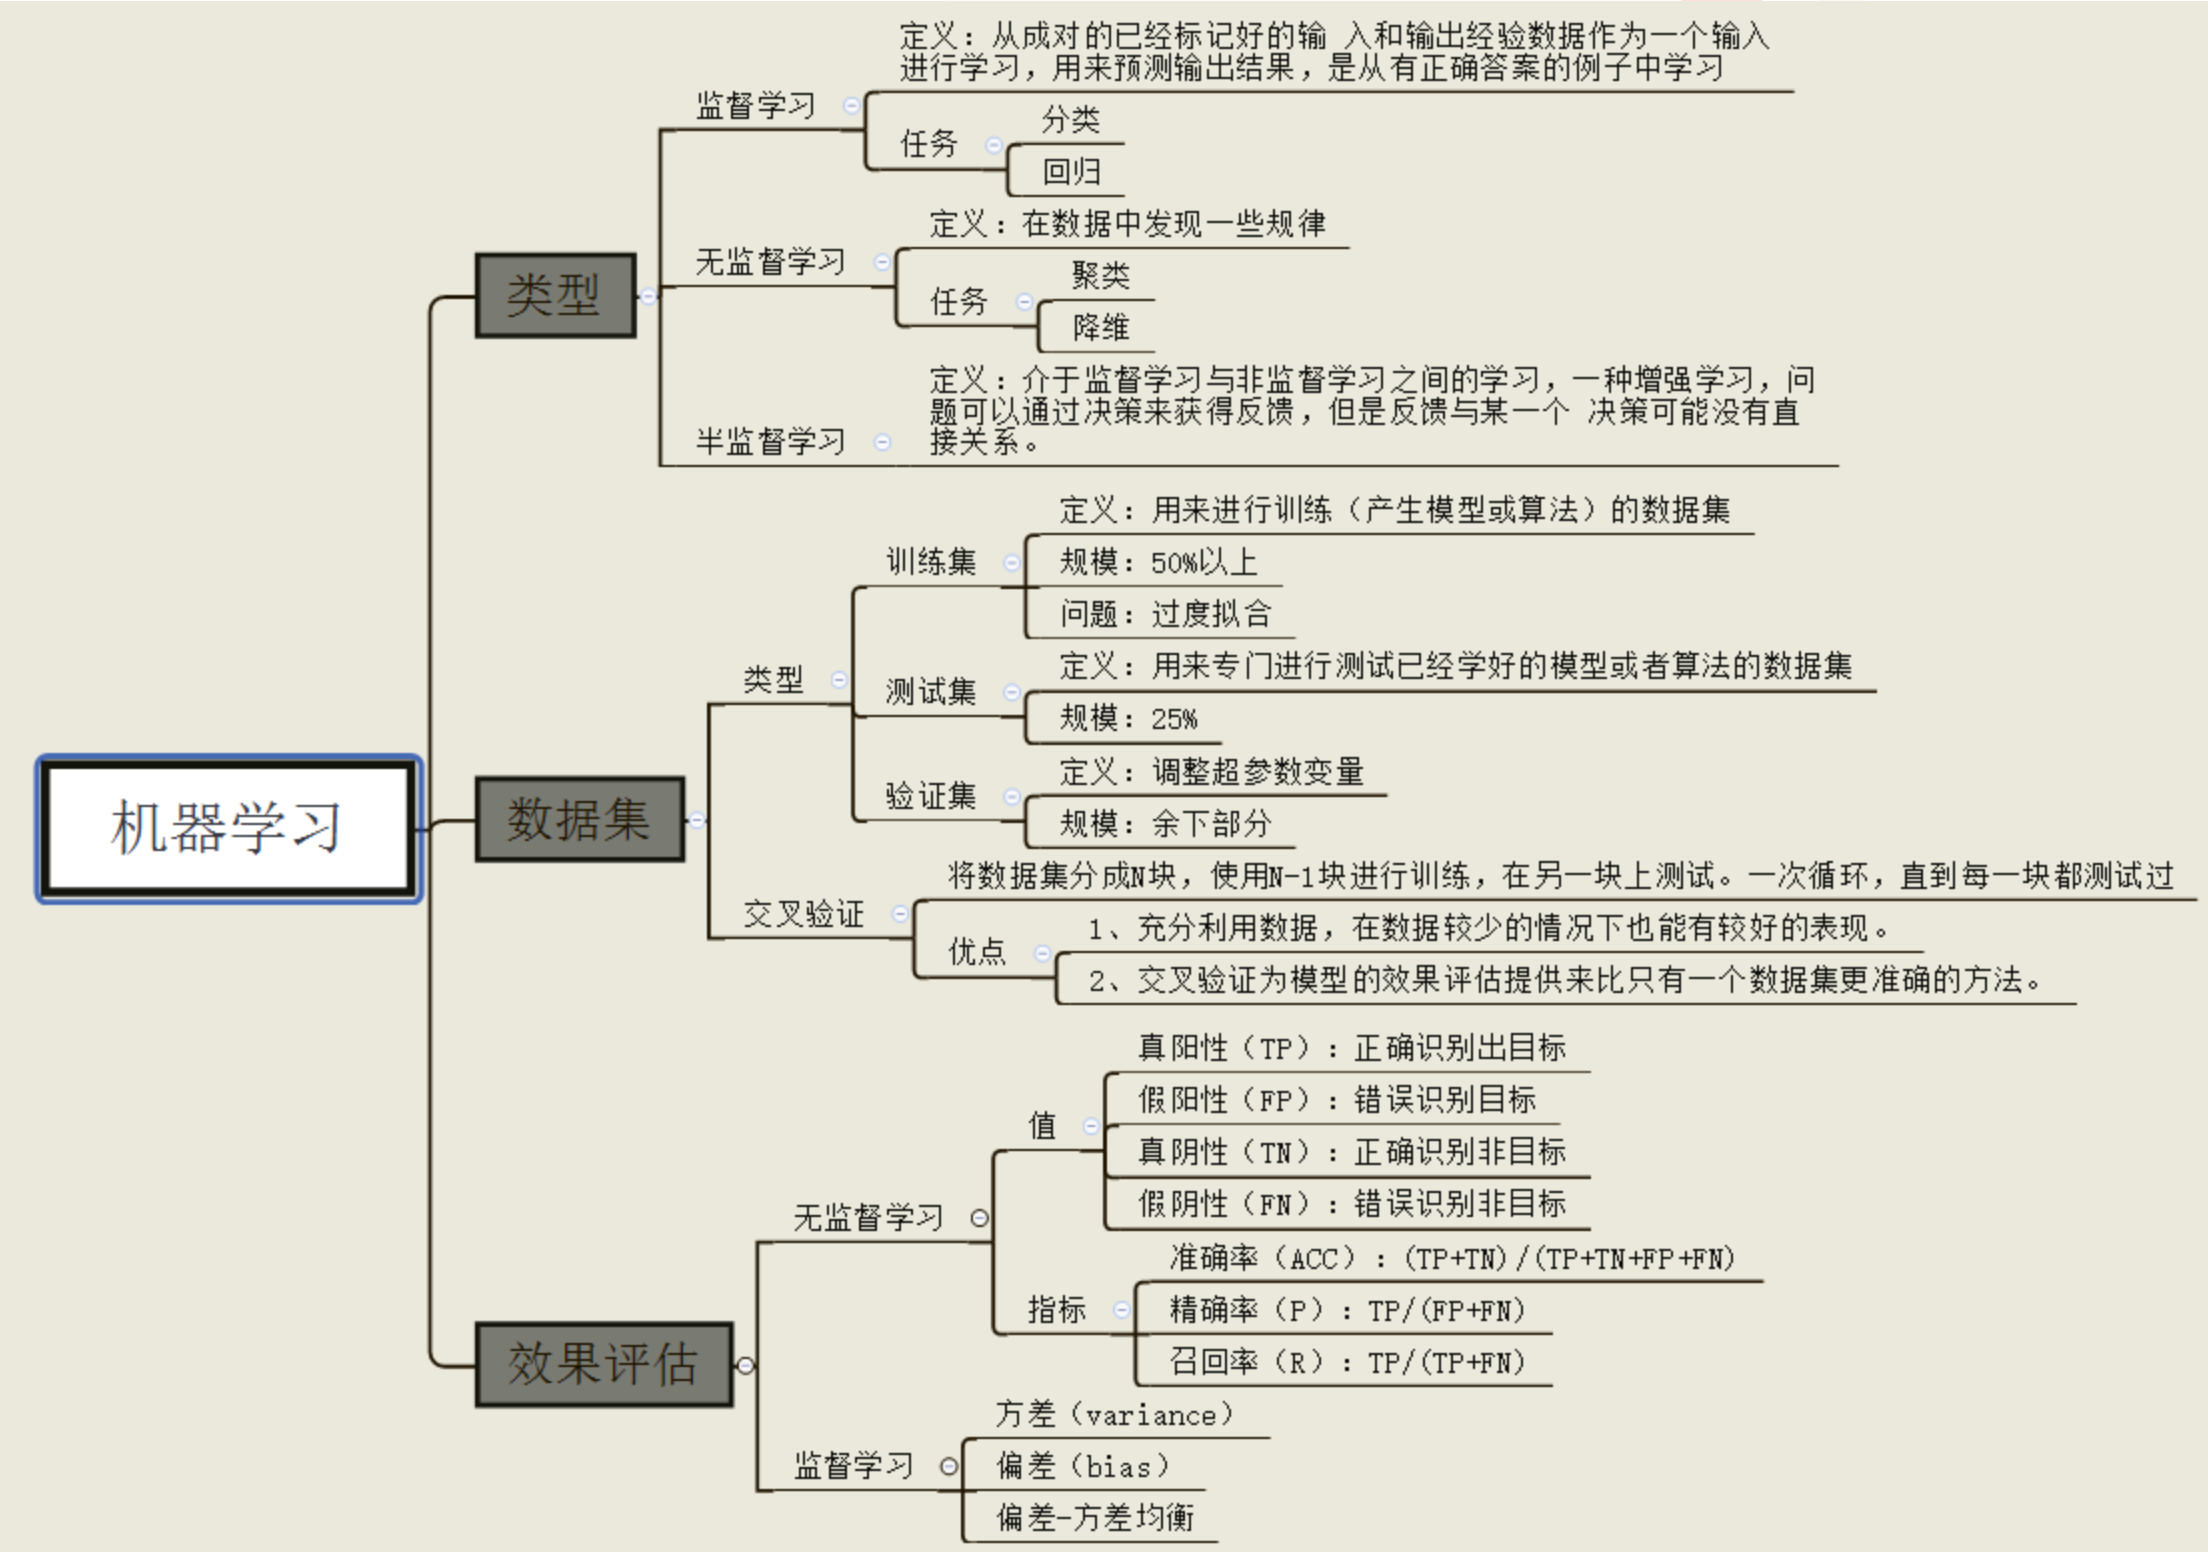 机器学习
类型
监督学习
定义：从成对的已经标记好的输 入和输出经验数据作为一个输入
进行学习，用来预测输出结果，是从有正确答案的例子中学习
任务
分类
回归
无监督学习
定义：在数据中发现一些规律
任务
聚类
降维
半监督学习
定义：介于监督学习与非监督学习之间的学习，一种增强学习，问
题可以通过决策来获得反馈，但是反馈与某一个 决策可能没有直
接关系。
数据集
类型
训练集
定义：用来进行训练（产生模型或算法）的数据集
规模：50%以上
问题：过度拟合
测试集
定义：用来专门进行测试已经学好的模型或者算法的数据集
规模：25%
验证集
定义：调整超参数变量
规模：余下部分
交叉验证
将数据集分成N块，使用N-1块进行训练，在另一块上测试。一次循环，直到每一块都测试过
优点
1、充分利用数据，在数据较少的情况下也能有较好的表现。
2、交叉验证为模型的效果评估提供来比只有一个数据集更准确的方法。
效果评估
无监督学习
值
真阳性（TP）：正确识别出目标
假阳性（FP）：错误识别目标
真阴性（TN）：正确识别非目标
假阴性（FN）：错误识别非目标
指标
准确率（ACC）：(TP+TN)/(TP+TN+FP+FN)
精确率（P）：TP/(FP+FN)
召回率（R）：TP/(TP+FN)
监督学习
方差（variance）
偏差（bias）
偏差-方差均衡